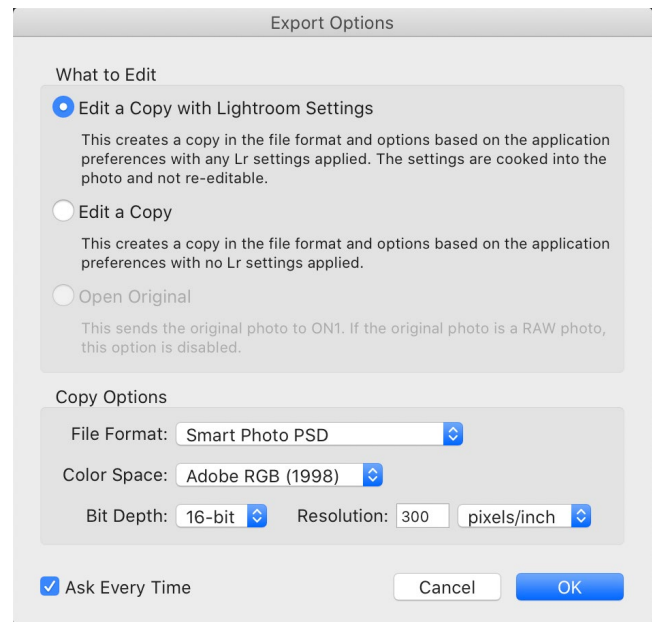 Export Options
What to Edit
Edit a Copy with Lightroom Settings
This creates a copy in the file format and options based on the application
preferences with any Lr settings applied. The settings are cooked into the
photo and not re-editable.
Edit a Copy
This creates a copy in the file format and options based on the application
preferences with no Lr settings applied.
Open Original
This sends the original photo to ON1. If the original photo is a RAW photo,
this option is disabled.
Copy Options
File Format: Smart Photo PSD
Color Space: Adobe RGB (1998)
Bit Depth: 16-bit Resolution: 300 pixels/inch
Ask Every Time Cancel OK